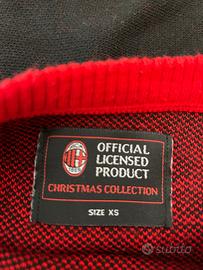 OFFICIAL
LICENSED
PRODUCT
CHRISTMAS COLLECTION
SIZE XS
subito